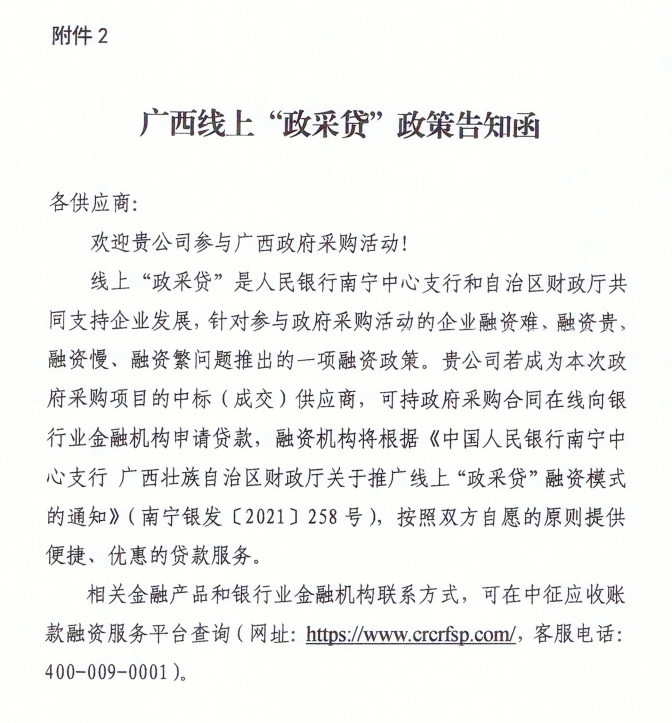 附件 2
广西线上“政采贷”政策告知函
各供应商：
欢迎贵公司参与广西政府采购活动！
线上“政采贷”是人民银行南宁中心支行和自治区财政厅共
同支持企业发展，针对参与政府采购活动的企业融资难、融资贵、
融资慢、融资繁问题推出的一项融资政策。贵公司若成为本次政
府采购项目的中标（成交）供应商，可持政府采购合同在线向银
行业金融机构申请贷款，融资机构将根据《中国人民银行南宁中
心支行 广西壮族自治区财政厅关于推广线上“政采贷”融资模式
的通知》（南宁银发〔2021〕258 号），按照双方自愿的原则提供
便捷、优惠的贷款服务。
相关金融产品和银行业金融机构联系方式，可在中征应收账
款融资服务平台查询（网址：https://www.crcrfsp.com/，客服电话：
400-009-0001）。